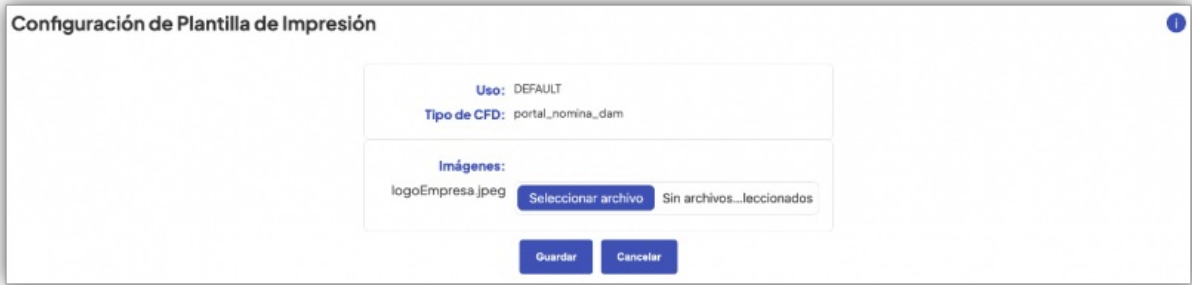 Configuración de Plantilla de Impresión
i
Uso: DEFAULT
Tipo de CFD: portal_nomina_dam
Imágenes:
logoEmpresa.jpeg Seleccionar archivo Sin archivos...leccionados
Guardar Cancelar